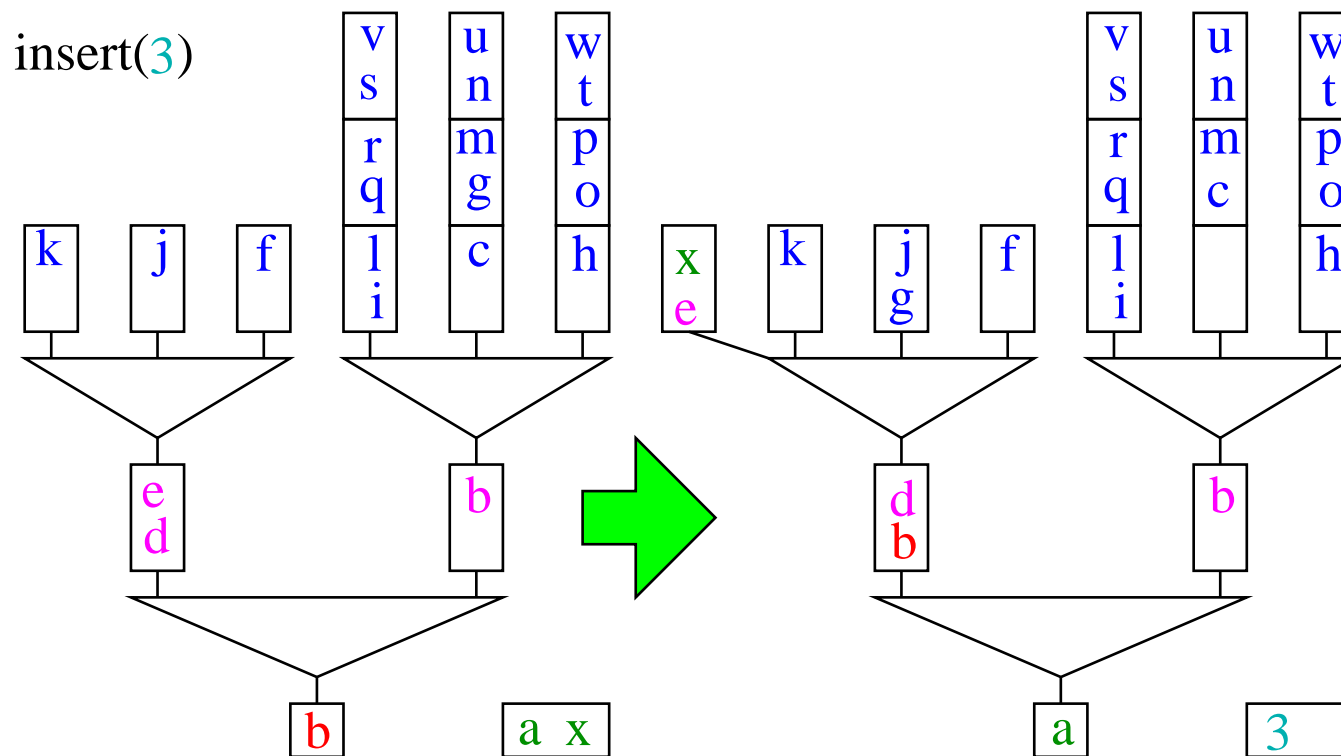 v u w v u w
insert(3)
s n t s n t
r m p r m p
q g o q c o
k j f l c h x k j f l h
i e g i
e b d b
d b
b a x a 3